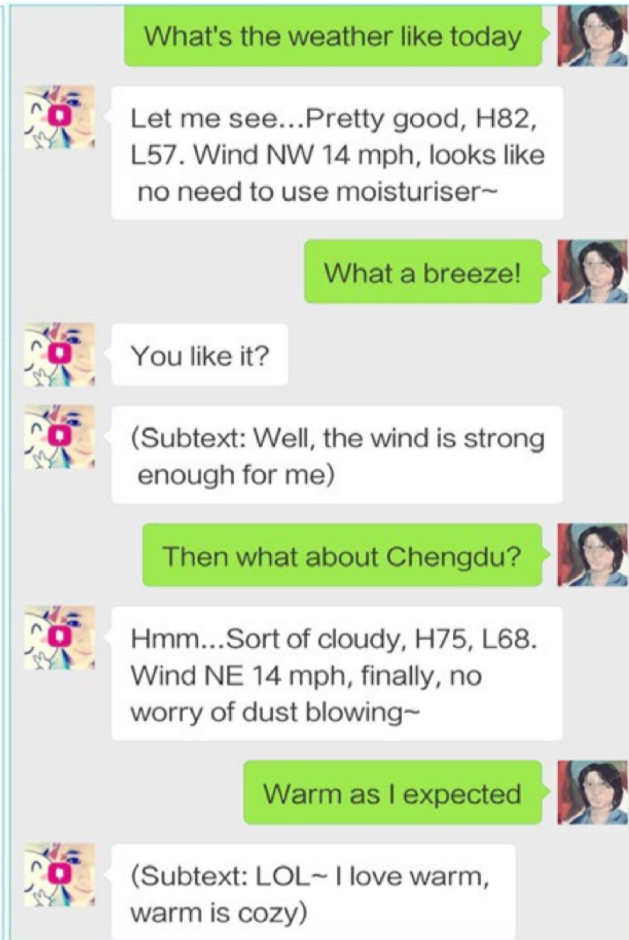 What's the weather like today
Let me see...Pretty good, H82,
L57. Wind NW 14 mph, looks like
no need to use moisturiser~
What a breeze!
You like it?
(Subtext: Well, the wind is strong
enough for me)
Then what about Chengdu?
Hmm...Sort of cloudy, H75, L68.
Wind NE 14 mph, finally, no
worry of dust blowing~
Warm as I expected
(Subtext: LOL~ I love warm,
warm is cozy)